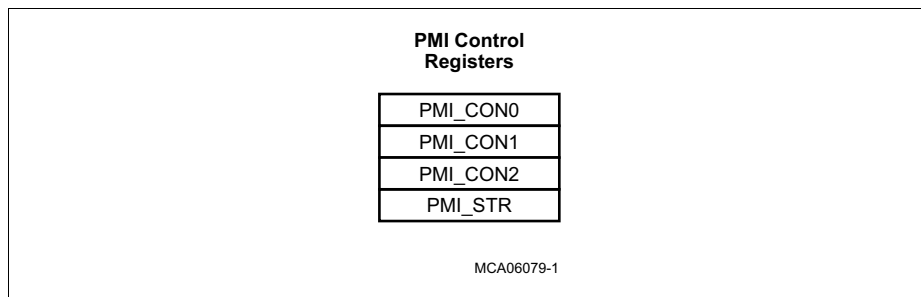 PMI Control
Registers
PMI_CON0
PMI_CON1
PMI_CON2
PMI_STR
MCA06079-1